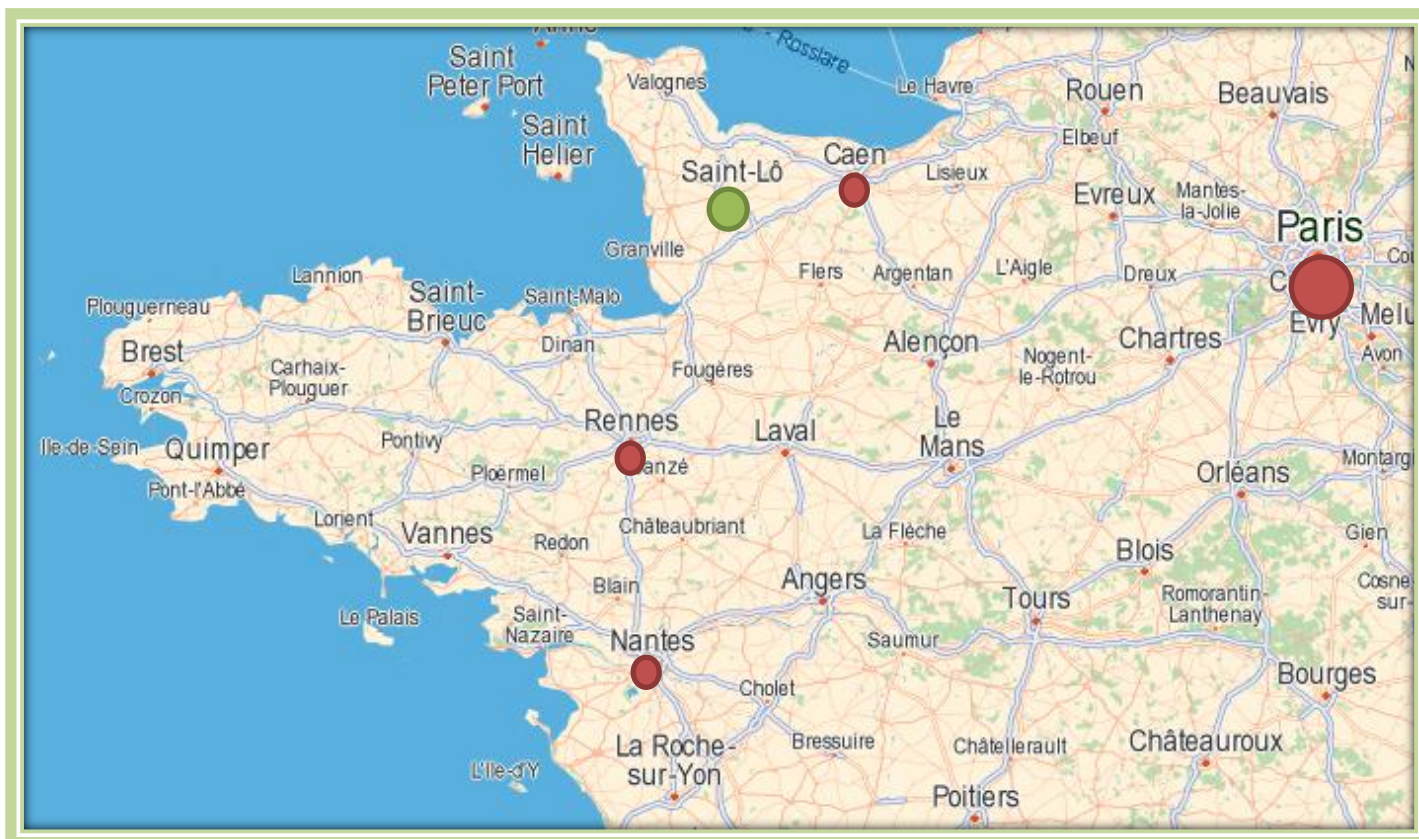 Rosslare
Saint
Peter Port
Valognes
Le Havre
Rouen
Beauvais
Saint
Helier
Elbeuf
Saint-Lô
Caen
Lisieux
Evreux
Mantes-
la-Jolie
Paris
Granville
Flers
Argentan
L'Aigle
Dreux
Lannion
Saint-
Brieuc
Saint-Malo
Plouguerneau
Evry
Brest
Carhaix-
Plouguer
Dinan
Fougères
Alençon
Nogent-
le-Rotrou
Chartres
Avon
Crozon
Rennes
Laval
Le
Mans
Ile-de-Sein
Quimper
Pontivy
Ploërmel
Orléans
Pont-l'Abbé
Lorient
Vannes
Redon
Châteaubriant
La Flèche
Blois
Gien
Blain
Angers
Tours
Romorantin-
Lanthenay
Le Palais
Saint-
Nazaire
Nantes
Saumur
Cholet
Bourges
La Roche-
sur-Yon
Bressuire
Châtellerault
Châteauroux
L'Ile-d'Y
Poitiers